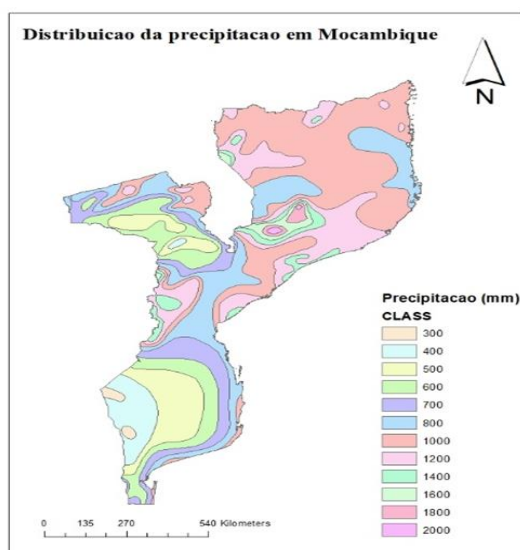 Distribuicao da precipitacao em Mocambique
N
Precipitacao (mm)
CLASS
300
400
500
600
700
800
1000
1200
1400
1600
1800
2000
0 135 270 540 Kilometers